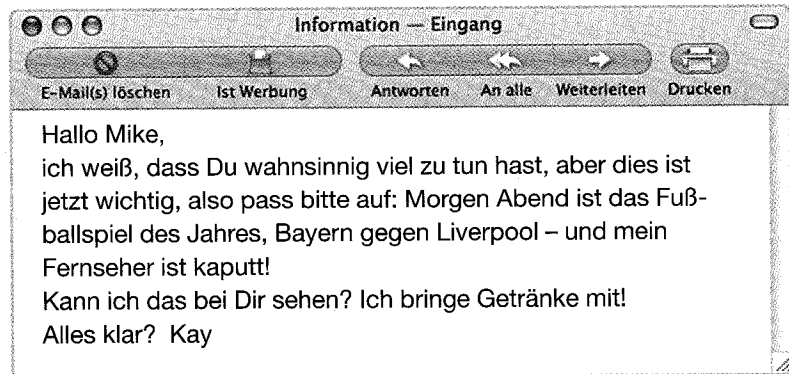 Information — Eingang
E-Mail(s) löschen Ist Werbung Antworten An alle Weiterleiten Drucken
Hallo Mike,
ich weiß, dass Du wahnsinnig viel zu tun hast, aber dies ist
jetzt wichtig, also pass bitte auf: Morgen Abend ist das Fuß-
ballspiel des Jahres, Bayern gegen Liverpool – und mein
Fernseher ist kaputt!
Kann ich das bei Dir sehen? Ich bringe Getränke mit!
Alles klar? Kay